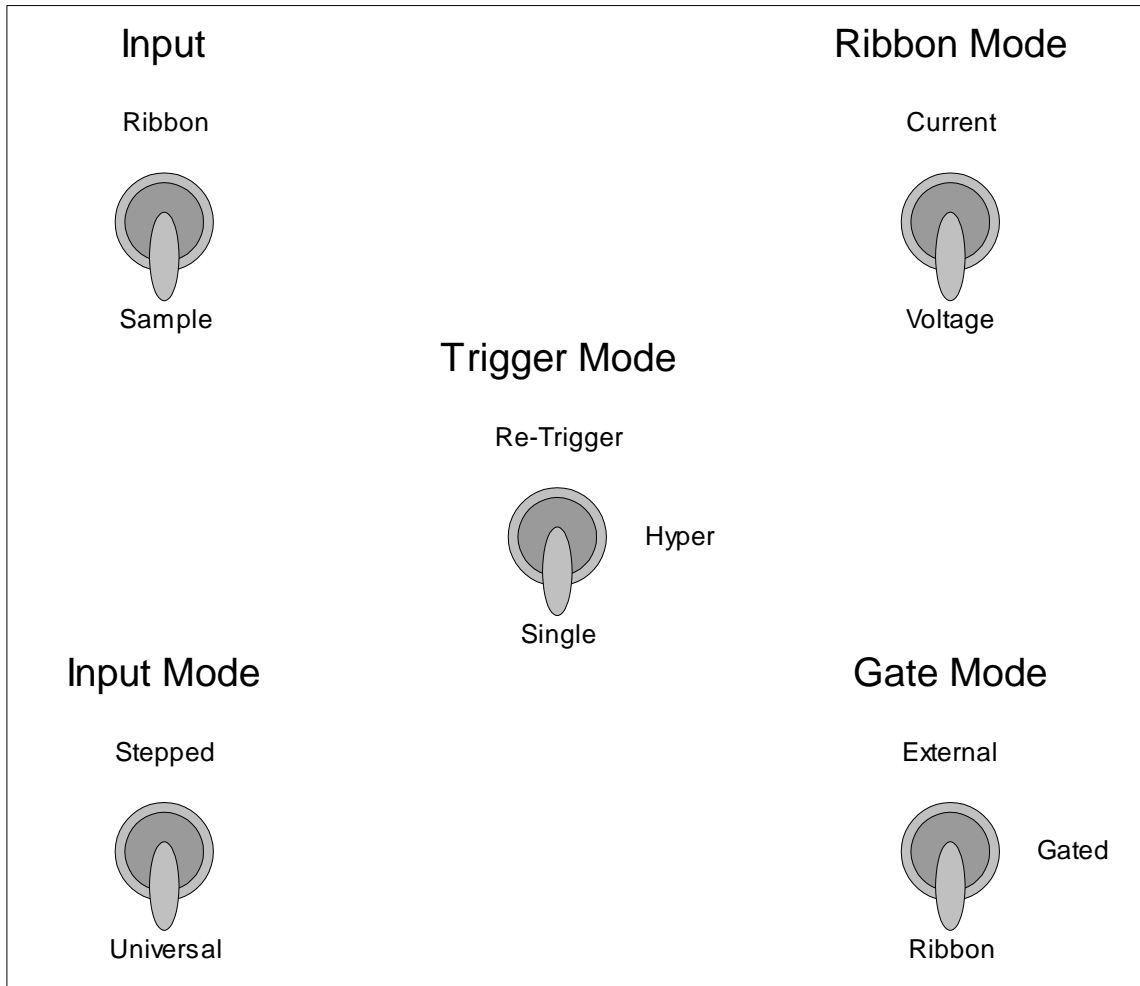 Input
Ribbon Mode
Ribbon
Current
Sample
Voltage
Trigger Mode
Re-Trigger
Hyper
Single
Input Mode
Gate Mode
Stepped
External
Gated
Universal
Ribbon